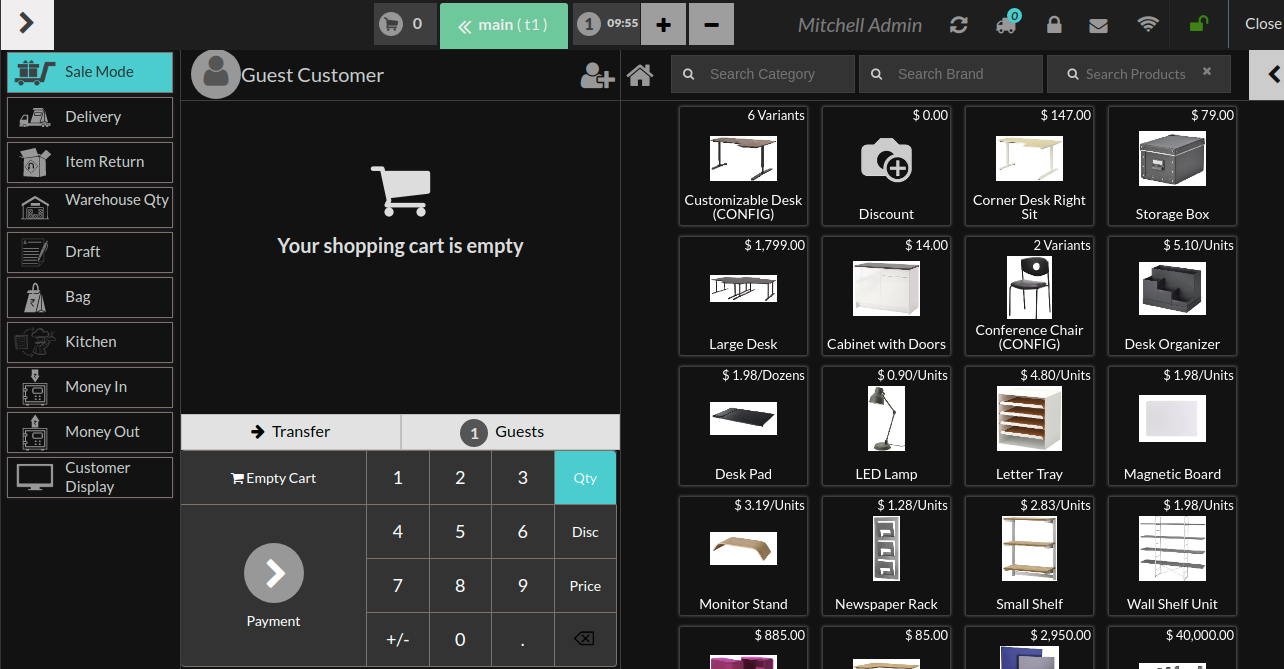 0
main ( t1 )
1
09:55
+
−
Mitchell Admin
0
Close
Sale Mode
Delivery
Item Return
Warehouse Qty
Draft
Bag
Kitchen
Money In
Money Out
Customer
Display
Guest Customer
Your shopping cart is empty
Transfer
1 Guests
Empty Cart
1 2 3 Qty
4 5 6 Disc
7 8 9 Price
Payment
+/- 0 .
Search Category
Search Brand
Search Products ×
6 Variants
Customizable Desk
(CONFIG)
$ 0.00
Discount
$ 147.00
Corner Desk Right
Sit
$ 79.00
Storage Box
$ 1,799.00
Large Desk
$ 14.00
Cabinet with Doors
2 Variants
Conference Chair
(CONFIG)
$ 5.10/Units
Desk Organizer
$ 1.98/Dozens
Desk Pad
$ 0.90/Units
LED Lamp
$ 4.80/Units
Letter Tray
$ 1.98/Units
Magnetic Board
$ 3.19/Units
Monitor Stand
$ 1.28/Units
Newspaper Rack
$ 2.83/Units
Small Shelf
$ 1.98/Units
Wall Shelf Unit
$ 885.00
$ 85.00
$ 2,950.00
$ 40,000.00